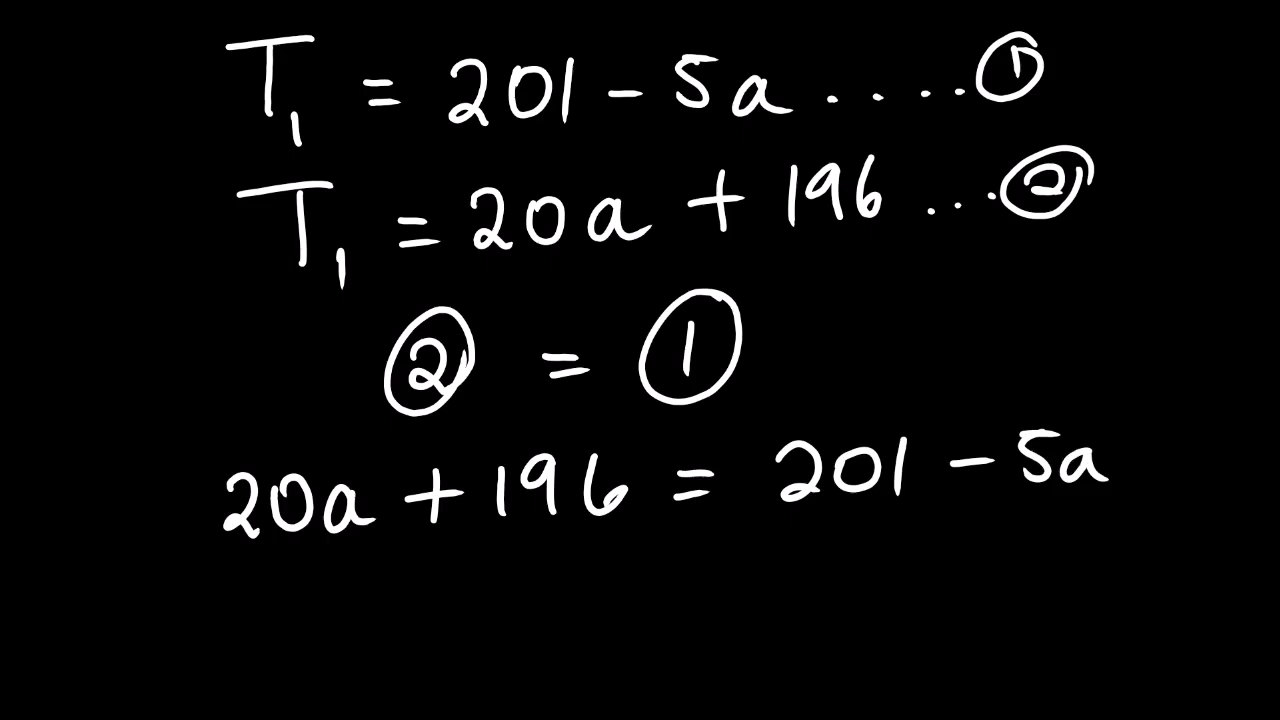 T₁ = 201 - 5a .... ①
T₁ = 20a + 196 ... ②
② = ①
20a + 196 = 201 - 5a